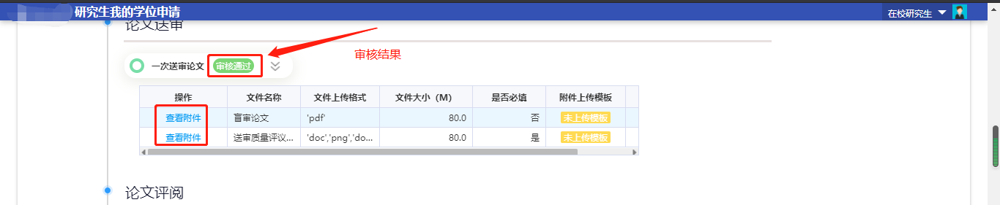 研究生我的学位申请
在校研究生
论文送审
审核结果
一次送审论文 审核通过
操作 文件名称 文件上传格式 文件大小（M） 是否必填 附件上传模板
查看附件 盲审论文 'pdf' 80.0 否 未上传模板
查看附件 送审质量评议... 'doc','png','do... 80.0 是 未上传模板
论文评阅